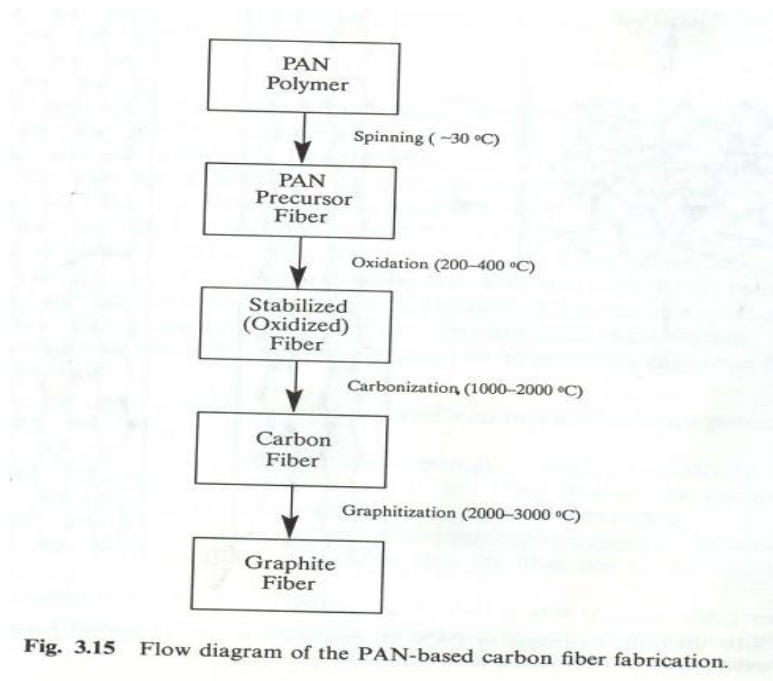 PAN
Polymer
Spinning ( ~30 °C)
PAN
Precursor
Fiber
Oxidation (200–400 °C)
Stabilized
(Oxidized)
Fiber
Carbonization, (1000–2000 °C)
Carbon
Fiber
Graphitization (2000–3000 °C)
Graphite
Fiber
Fig. 3.15 Flow diagram of the PAN-based carbon fiber fabrication.